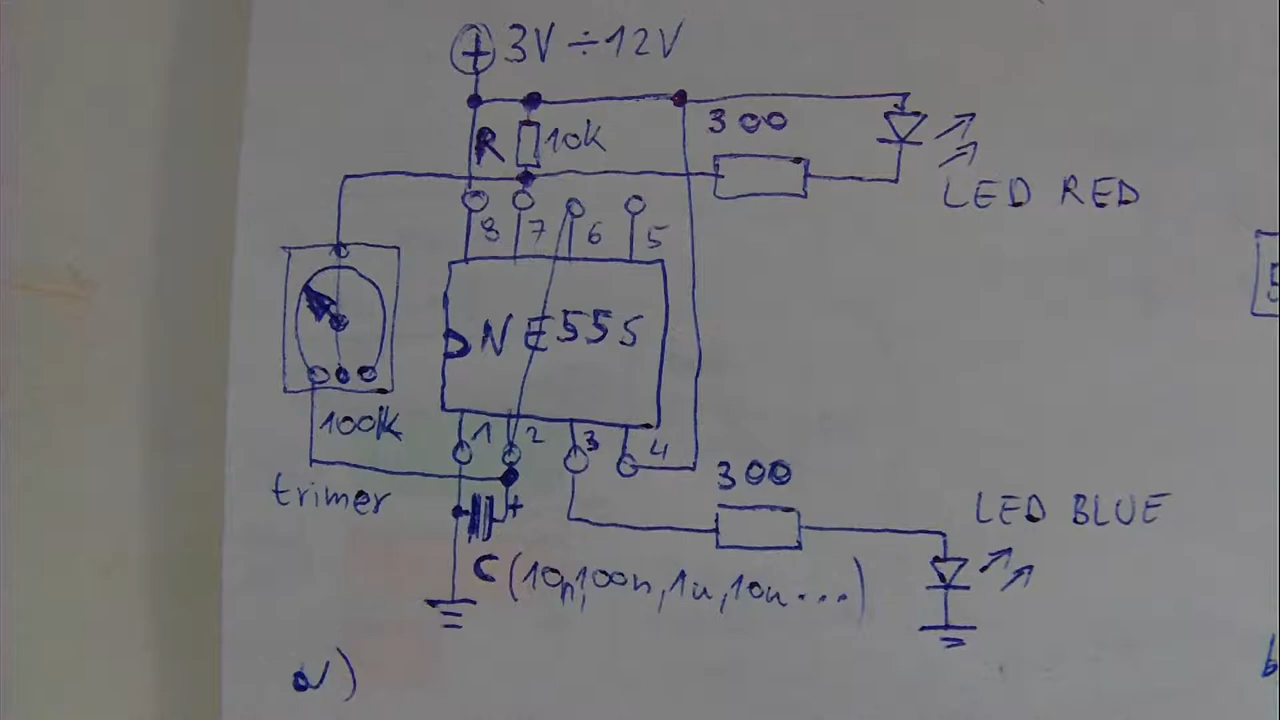 + 3V ÷ 12V
R 10k
300
LED RED
8 7 6 5
NE555
100k
1 2 3 4
trimer
300
+
LED BLUE
C (10n, 100n, 1u, 10u...)
a)
5
b